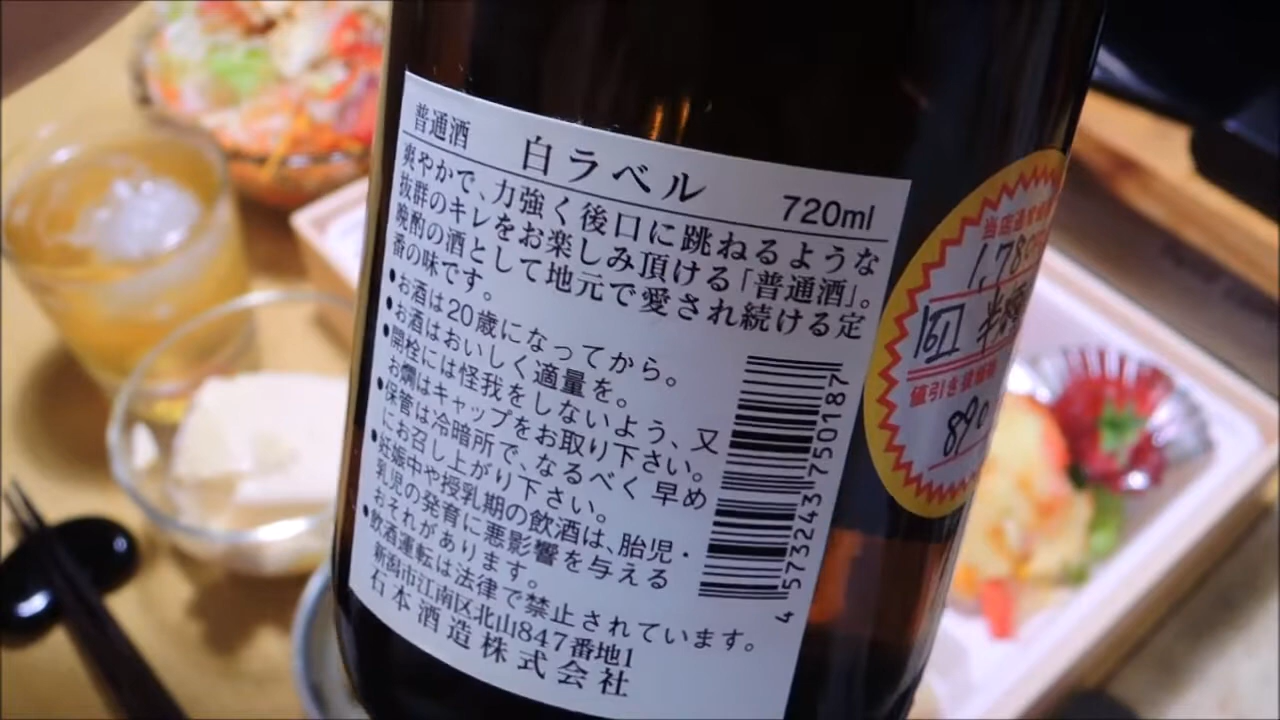 普通酒 白ラベル 720ml
爽やかで、力強く後口に跳ねるような
抜群のキレをお楽しみ頂ける「普通酒」。
晩酌の酒として地元で愛され続ける定
番の味です。
●お酒は20歳になってから。
●お酒はおいしく適量を。
●開栓には怪我をしないよう、又
お燗はキャップをお取り下さい。
●保管は冷暗所で、なるべく早め
にお召し上がり下さい。
●妊娠中や授乳期の飲酒は、胎児・
乳児の発育に悪影響を与える
おそれがあります。
●飲酒運転は法律で禁止されています。
新潟市江南区北山847番地1
石本酒造株式会社
4573243750187
当店通常価
1,780
半額
値引き後価格
890